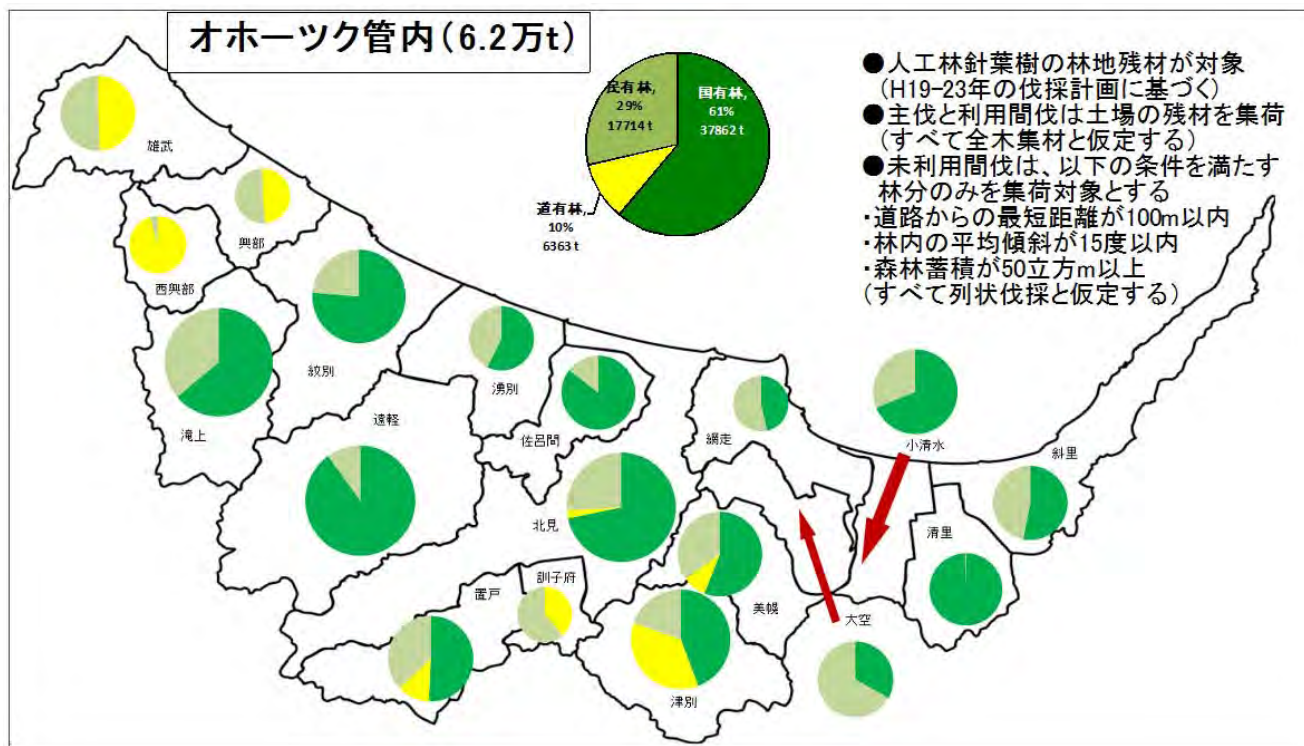 オホーツク管内(6.2万t)
民有林,
29%
17714 t
国有林,
61%
37862 t
道有林,
10%
6363 t
●人工林針葉樹の林地残材が対象
(H19-23年の伐採計画に基づく)
●主伐と利用間伐は土場の残材を集荷
(すべて全木集材と仮定する)
●未利用間伐は、以下の条件を満たす
林分のみを集荷対象とする
・道路からの最短距離が100m以内
・林内の平均傾斜が15度以内
・森林蓄積が50立方m以上
(すべて列状伐採と仮定する)
雄武
興部
西興部
紋別
滝上
湧別
遠軽
佐呂間
網走
小清水
斜里
北見
清里
訓子府
置戸
美幌
大空
津別